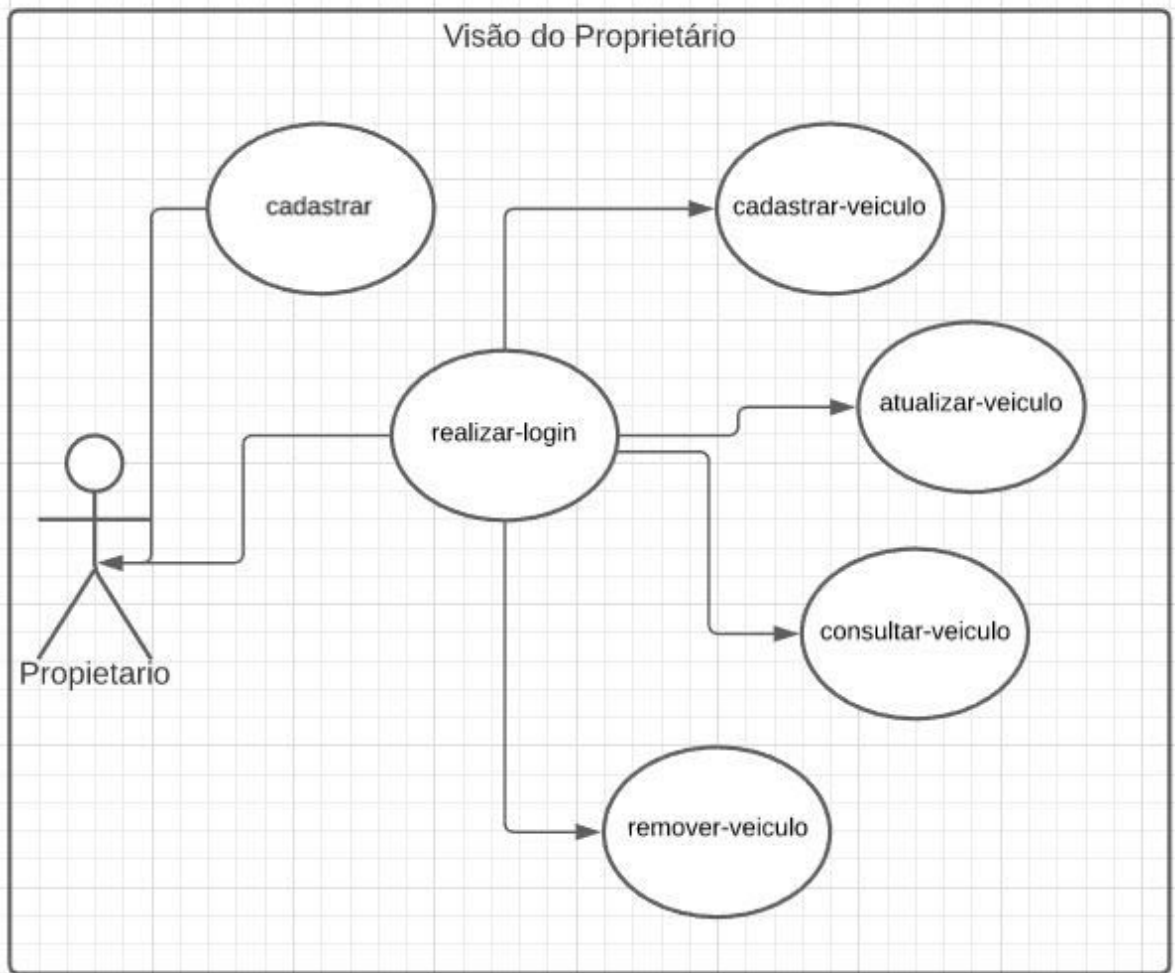 Visão do Proprietário
cadastrar
cadastrar-veiculo
atualizar-veiculo
realizar-login
consultar-veiculo
Propietario
remover-veiculo